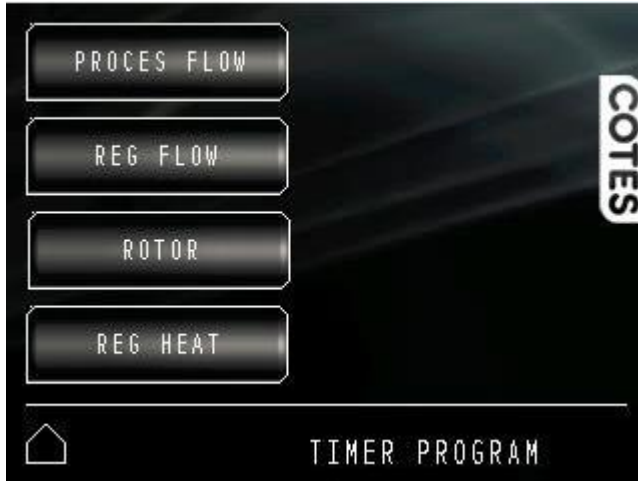 PROCES FLOW
REG FLOW
ROTOR
REG HEAT
COTES
TIMER PROGRAM